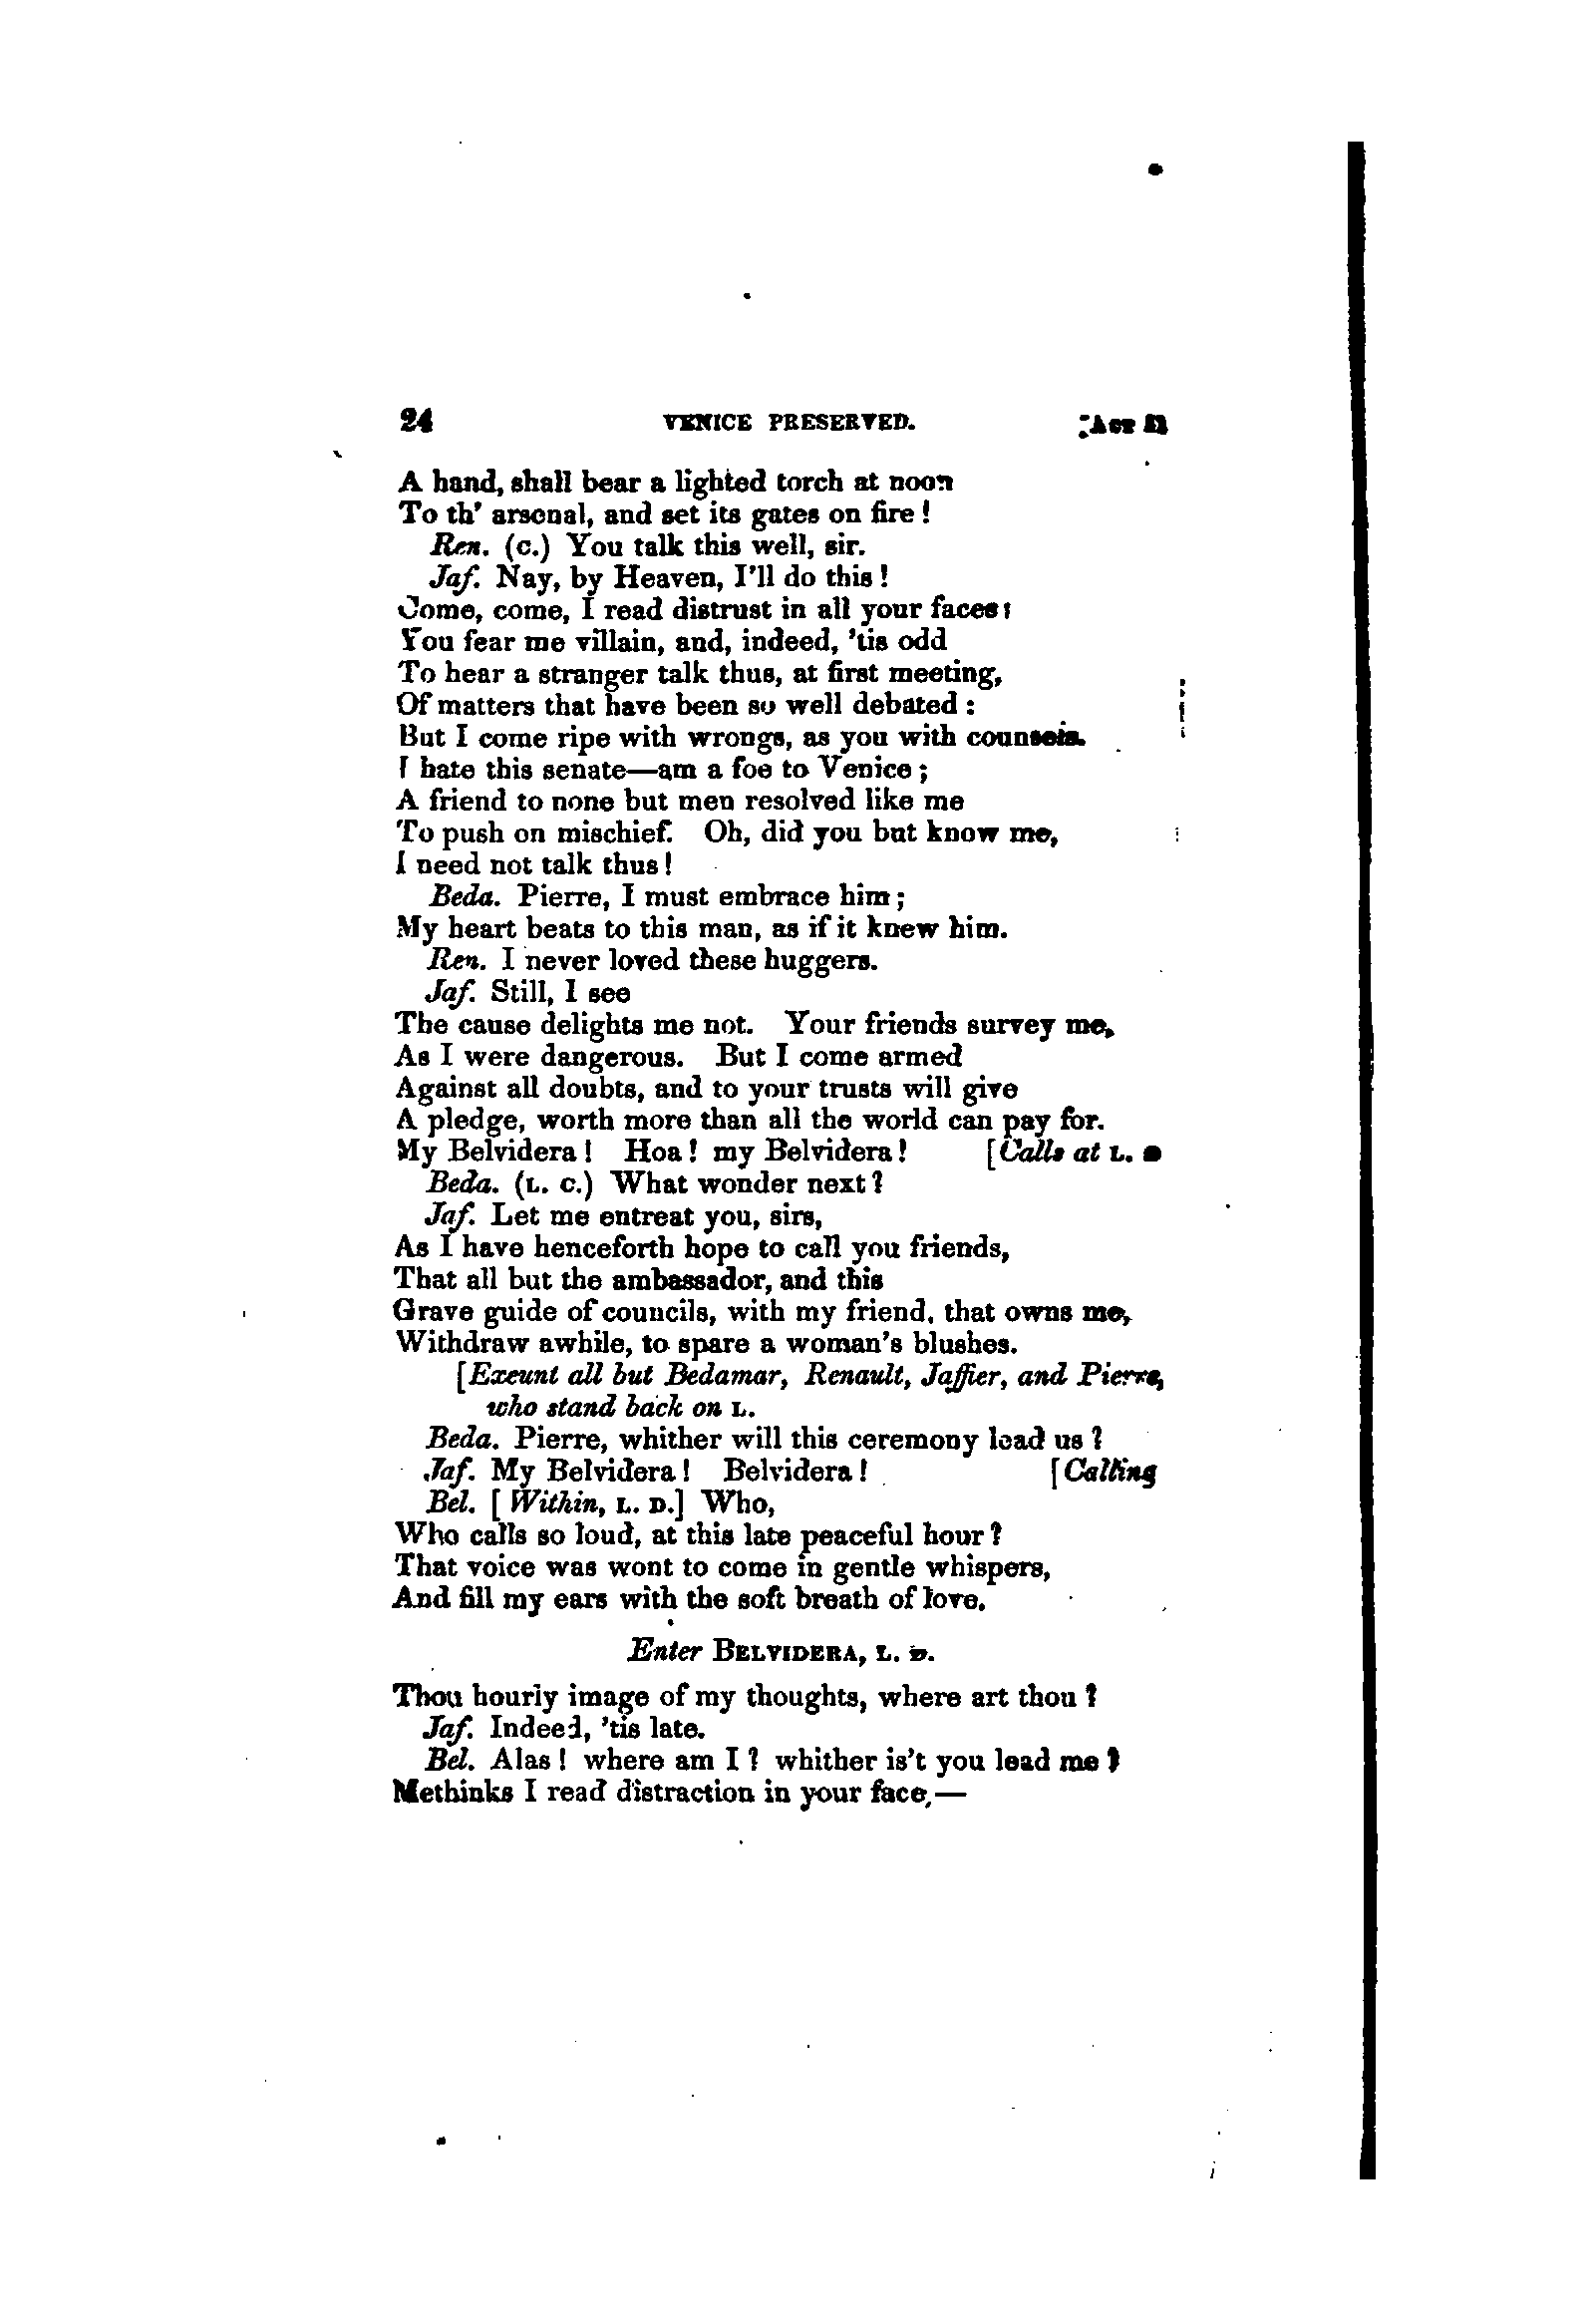 24 VENICE PRESERVED. [Act II
A hand, shall bear a lighted torch at noon
To th' arsenal, and set its gates on fire!
Ren. (C.) You talk this well, sir.
Jaf. Nay, by Heaven, I'll do this!
Come, come, I read distrust in all your faces:
You fear me villain, and, indeed, 'tis odd
To hear a stranger talk thus, at first meeting,
Of matters that have been so well debated:
But I come ripe with wrongs, as you with counsels.
I hate this senate—am a foe to Venice;
A friend to none but men resolved like me
To push on mischief. Oh, did you but know me,
I need not talk thus!
Beda. Pierre, I must embrace him;
My heart beats to this man, as if it knew him.
Ren. I never loved these huggers.
Jaf. Still, I see
The cause delights me not. Your friends survey me,
As I were dangerous. But I come armed
Against all doubts, and to your trusts will give
A pledge, worth more than all the world can pay for.
My Belvidera! Hoa! my Belvidera! [Calls at L.
Beda. (L. C.) What wonder next?
Jaf. Let me entreat you, sirs,
As I have henceforth hope to call you friends,
That all but the ambassador, and this
Grave guide of councils, with my friend, that owns me,
Withdraw awhile, to spare a woman's blushes.
[Exeunt all but Bedamar, Renault, Jaffier, and Pierre,
who stand back on L.
Beda. Pierre, whither will this ceremony lead us?
Jaf. My Belvidera! Belvidera! [Calling
Bel. [Within, L. D.] Who,
Who calls so loud, at this late peaceful hour?
That voice was wont to come in gentle whispers,
And fill my ears with the soft breath of love.
Enter BELVIDERA, L. D.
Thou hourly image of my thoughts, where art thou?
Jaf. Indeed, 'tis late.
Bel. Alas! where am I? whither is't you lead me?
Methinks I read distraction in your face,—